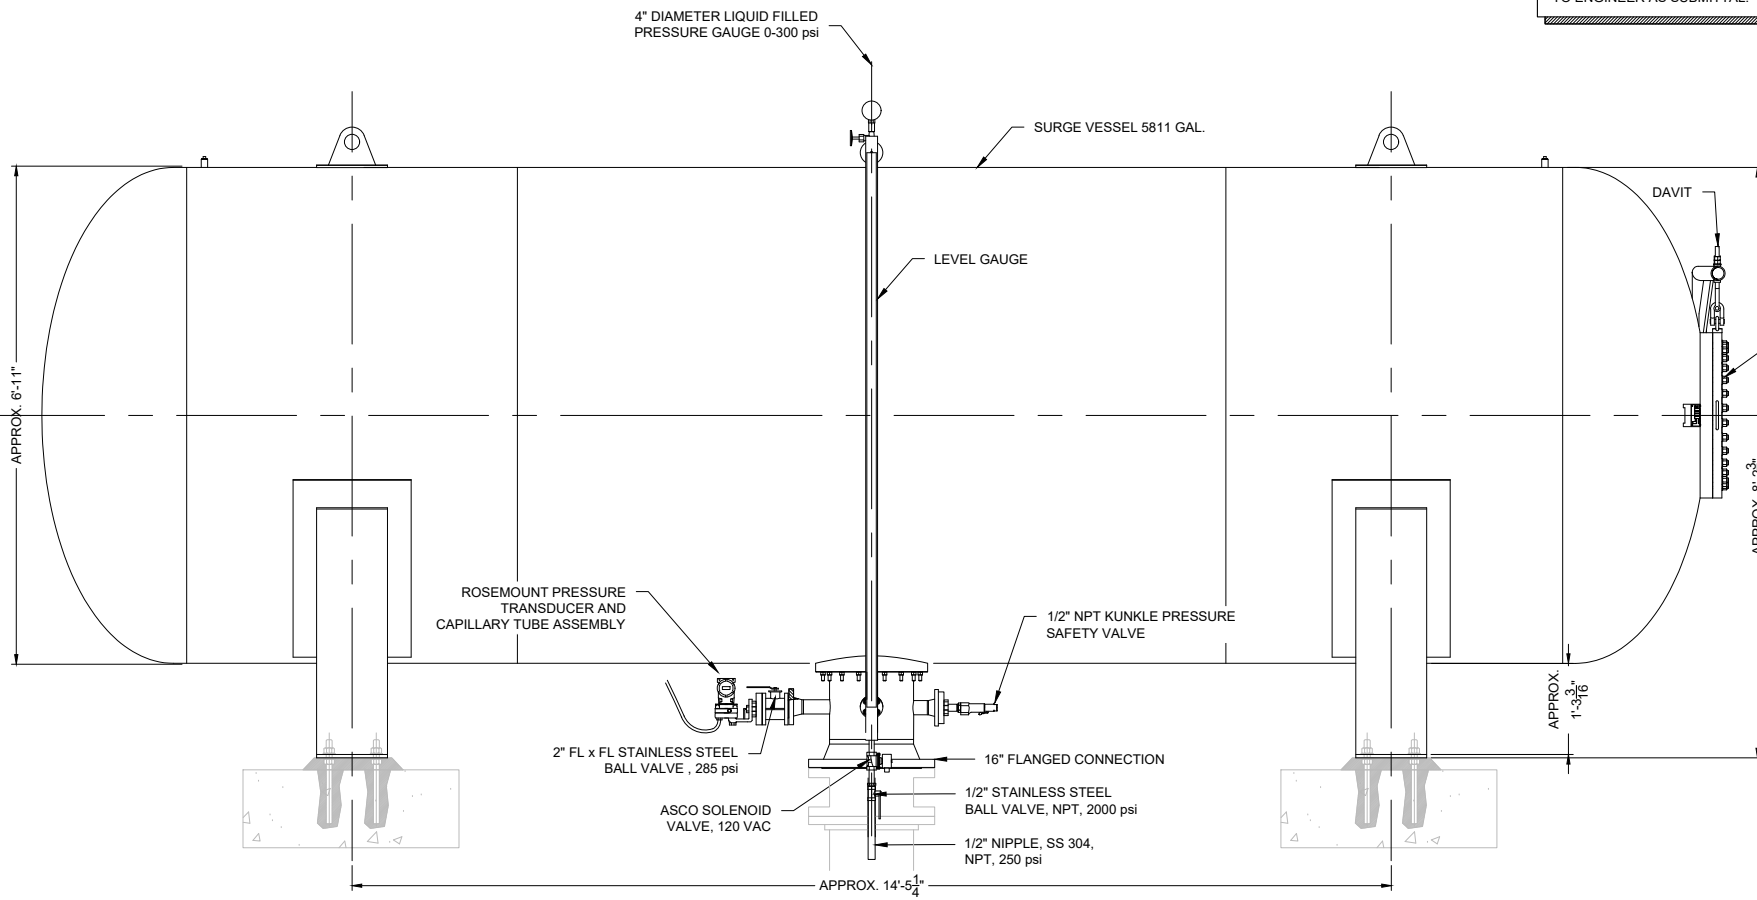 TO ENGINEER AS SUBMITTAL.
4" DIAMETER LIQUID FILLED
PRESSURE GAUGE 0-300 psi
SURGE VESSEL 5811 GAL.
DAVIT
LEVEL GAUGE
APPROX. 6'-11"
APPROX. 8'-2 3
ROSEMOUNT PRESSURE
TRANSDUCER AND
CAPILLARY TUBE ASSEMBLY
1/2" NPT KUNKLE PRESSURE
SAFETY VALVE
APPROX.
1'-3 3/16"
2" FL x FL STAINLESS STEEL
BALL VALVE , 285 psi
16" FLANGED CONNECTION
ASCO SOLENOID
VALVE, 120 VAC
1/2" STAINLESS STEEL
BALL VALVE, NPT, 2000 psi
1/2" NIPPLE, SS 304,
NPT, 250 psi
APPROX. 14'-5 1/4"